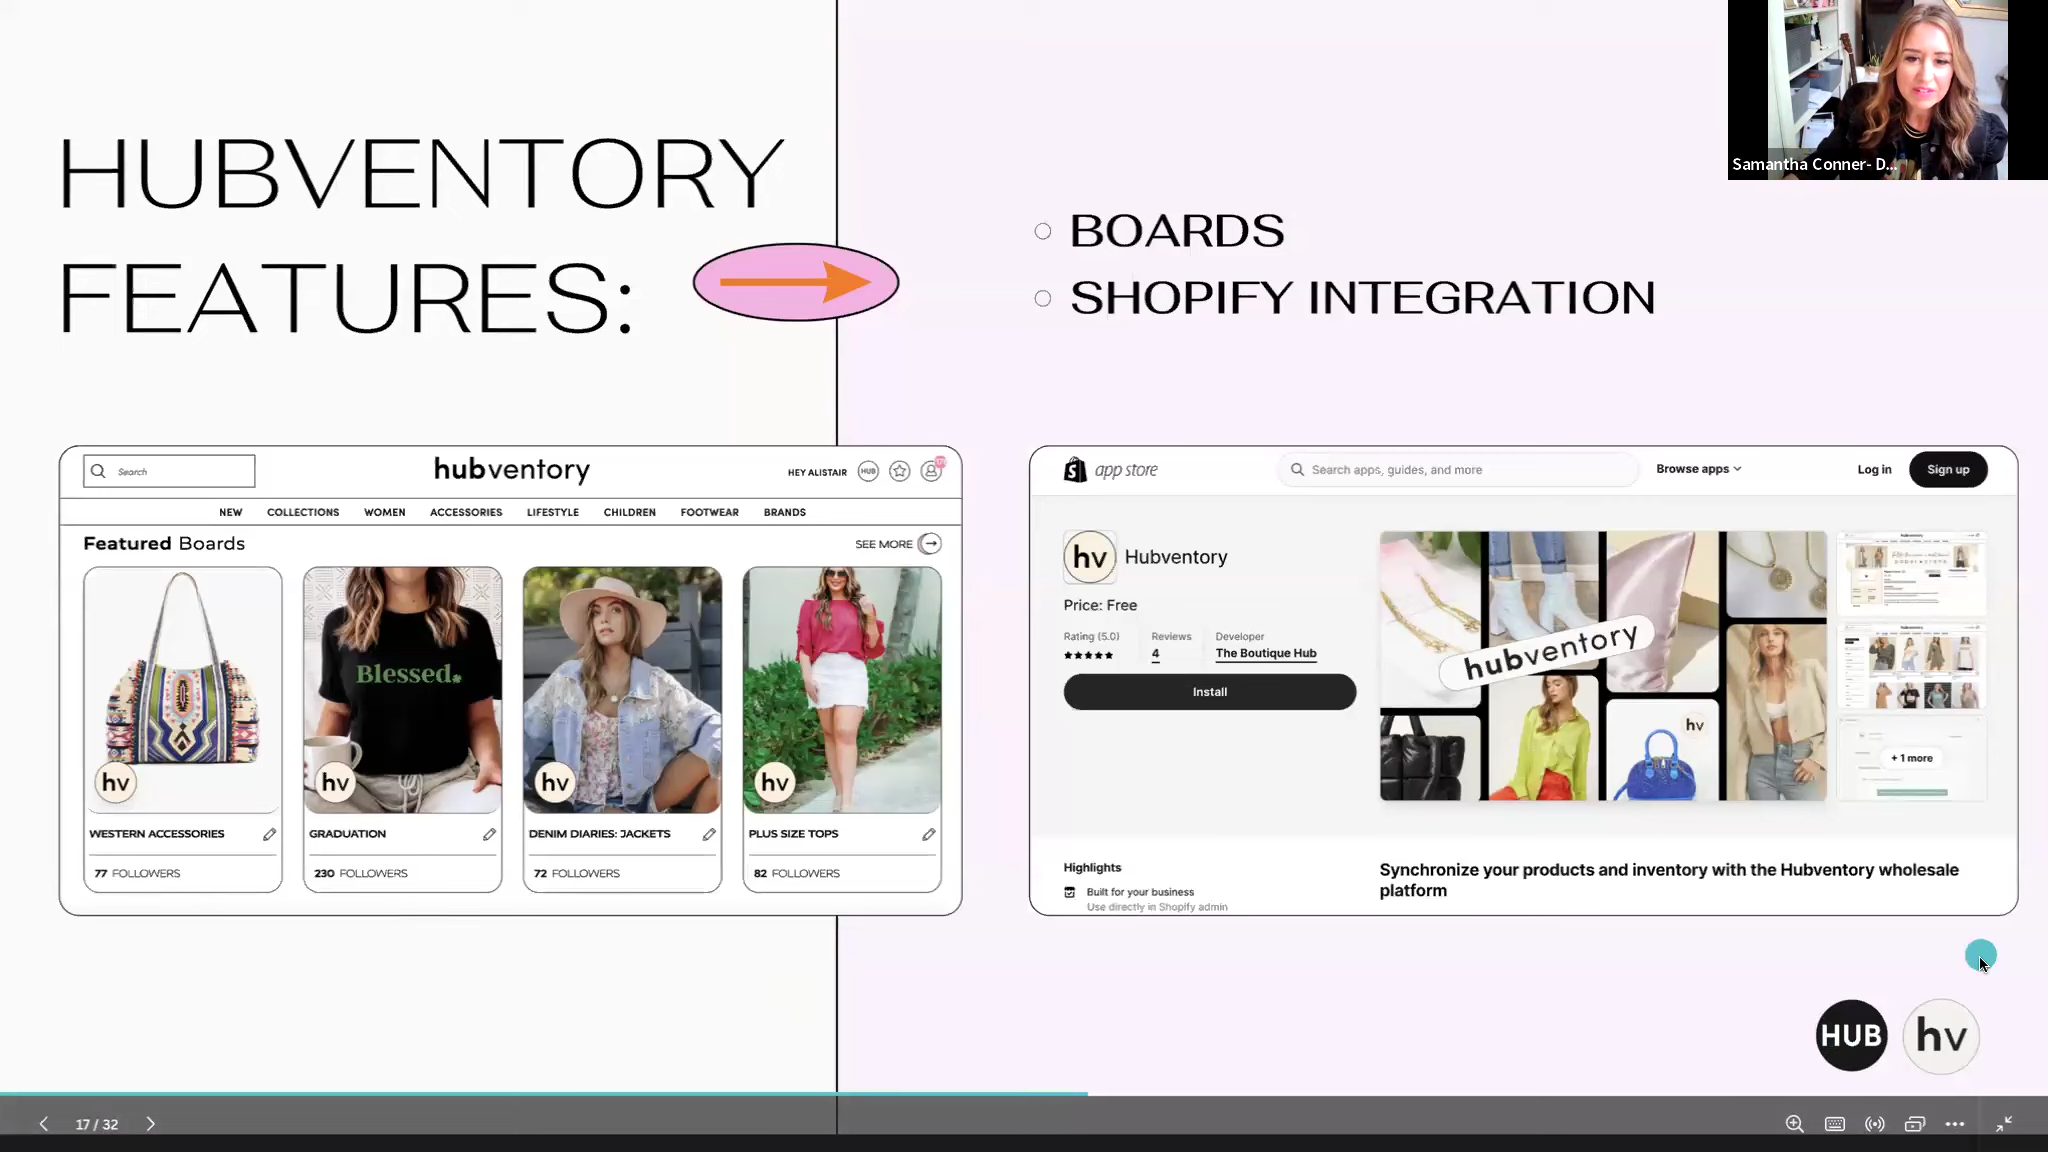 HUBVENTORY
FEATURES:
BOARDS
SHOPIFY INTEGRATION
Samantha Conner- D...
Search
hubventory
HEY ALISTAIR
HUB
NEW COLLECTIONS WOMEN ACCESSORIES LIFESTYLE CHILDREN FOOTWEAR BRANDS
Featured Boards
SEE MORE
Blessed
hv
hv
hv
hv
WESTERN ACCESSORIES
77 FOLLOWERS
GRADUATION
230 FOLLOWERS
DENIM DIARIES: JACKETS
72 FOLLOWERS
PLUS SIZE TOPS
82 FOLLOWERS
app store
Search apps, guides, and more
Browse apps
Log in
Sign up
hv
Hubventory
Price: Free
Rating (5.0)
Reviews
4
Developer
The Boutique Hub
Install
hubventory
hv
+ 1 more
Highlights
Built for your business
Use directly in Shopify admin
Synchronize your products and inventory with the Hubventory wholesale
platform
HUB
hv
17 / 32